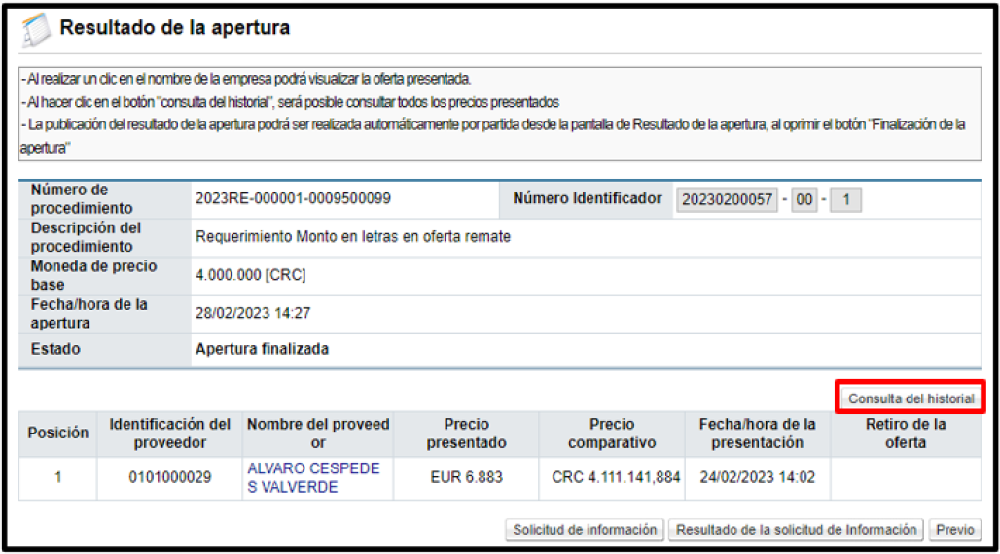 Resultado de la apertura
- Al realizar un clic en el nombre de la empresa podrá visualizar la oferta presentada.
- Al hacer clic en el botón "consulta del historial", será posible consultar todos los precios presentados
- La publicación del resultado de la apertura podrá ser realizada automáticamente por partida desde la pantalla de Resultado de la apertura, al oprimir el botón "Finalización de la
apertura"
Número de
procedimiento
2023RE-000001-0009500099
Número Identificador
20230200057 - 00 - 1
Descripción del
procedimiento
Requerimiento Monto en letras en oferta remate
Moneda de precio
base
4.000.000 [CRC]
Fecha/hora de la
apertura
28/02/2023 14:27
Estado
Apertura finalizada
Consulta del historial
Posición
Identificación del
proveedor
Nombre del proveed
or
Precio
presentado
Precio
comparativo
Fecha/hora de la
presentación
Retiro de la
oferta
1
0101000029
ALVARO CESPEDE
S VALVERDE
EUR 6.883
CRC 4.111.141,884
24/02/2023 14:02
Solicitud de información
Resultado de la solicitud de Información
Previo